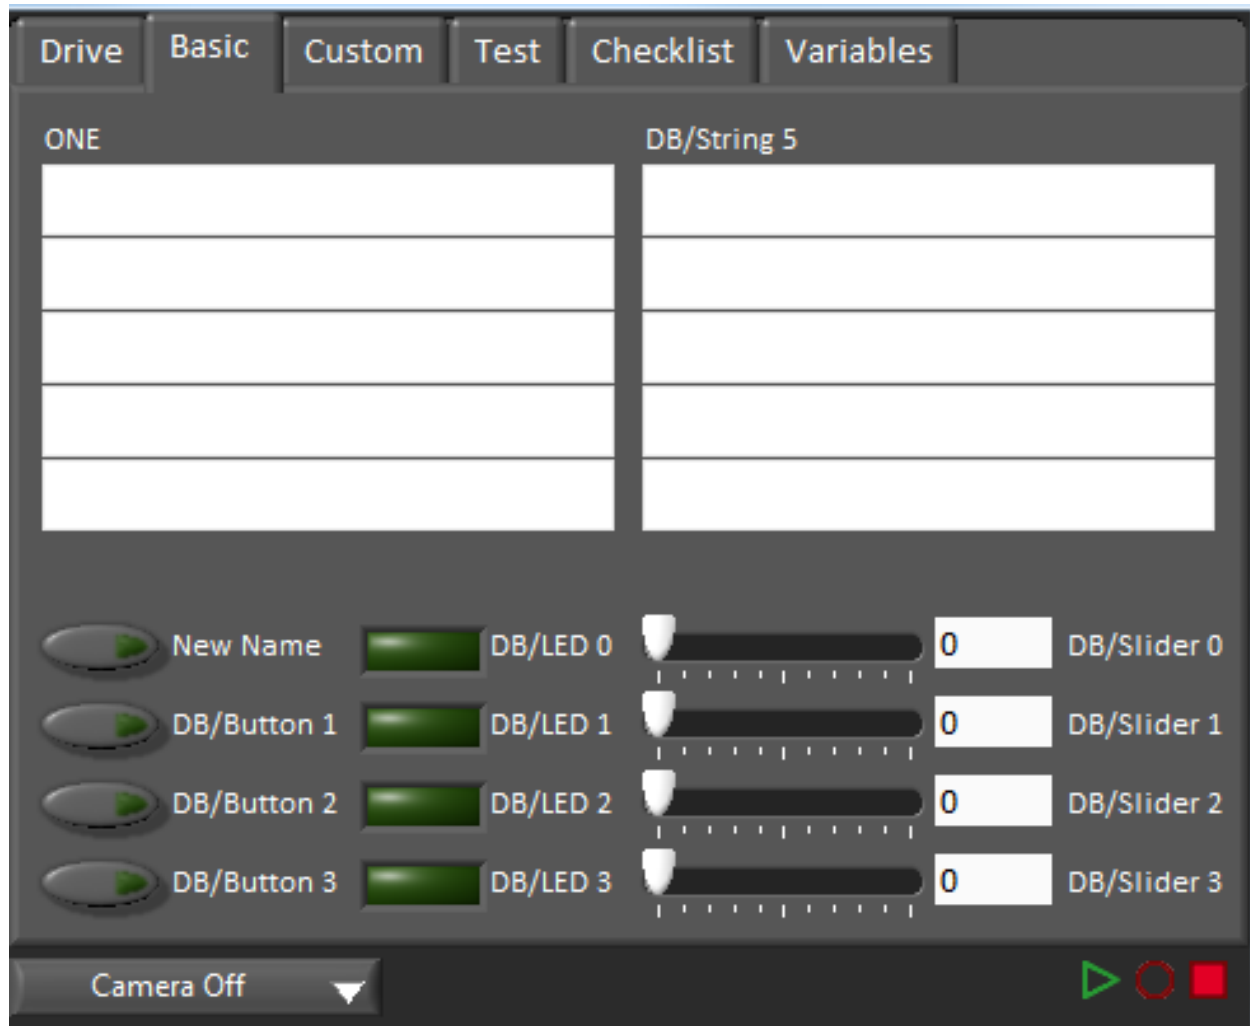 Drive Basic Custom Test Checklist Variables
ONE DB/String 5
New Name DB/LED 0 0 DB/Slider 0
DB/Button 1 DB/LED 1 0 DB/Slider 1
DB/Button 2 DB/LED 2 0 DB/Slider 2
DB/Button 3 DB/LED 3 0 DB/Slider 3
Camera Off